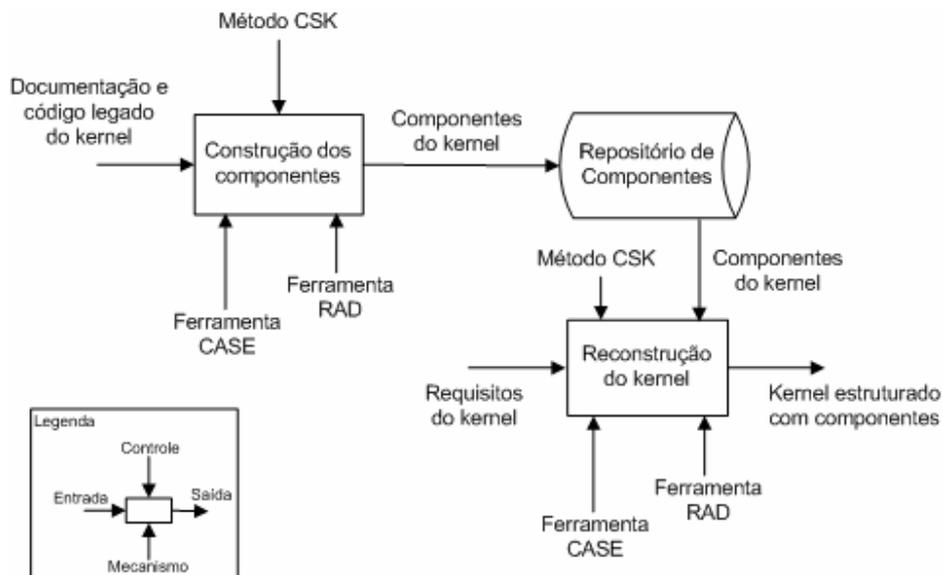 Método CSK
Documentação e
código legado
do kernel
Construção dos
componentes
Componentes
do kernel
Repositório de
Componentes
Ferramenta
CASE
Ferramenta
RAD
Método CSK
Componentes
do kernel
Requisitos
do kernel
Reconstrução
do kernel
Kernel estruturado
com componentes
Ferramenta
CASE
Ferramenta
RAD
Legenda
Controle
Entrada
Saída
Mecanismo